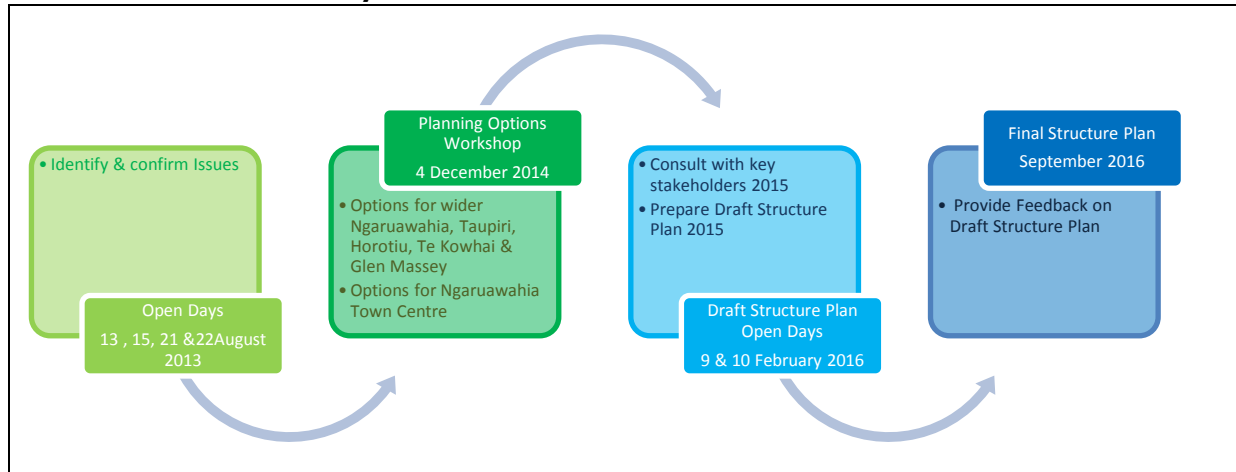 • Identify & confirm Issues
Open Days
13 , 15, 21 &22August
2013
Planning Options
Workshop
4 December 2014
• Options for wider
Ngaruawahia, Taupiri,
Horotiu, Te Kowhai &
Glen Massey
• Options for Ngaruawahia
Town Centre
• Consult with key
stakeholders 2015
• Prepare Draft Structure
Plan 2015
Draft Structure Plan
Open Days
9 & 10 February 2016
Final Structure Plan
September 2016
• Provide Feedback on
Draft Structure Plan